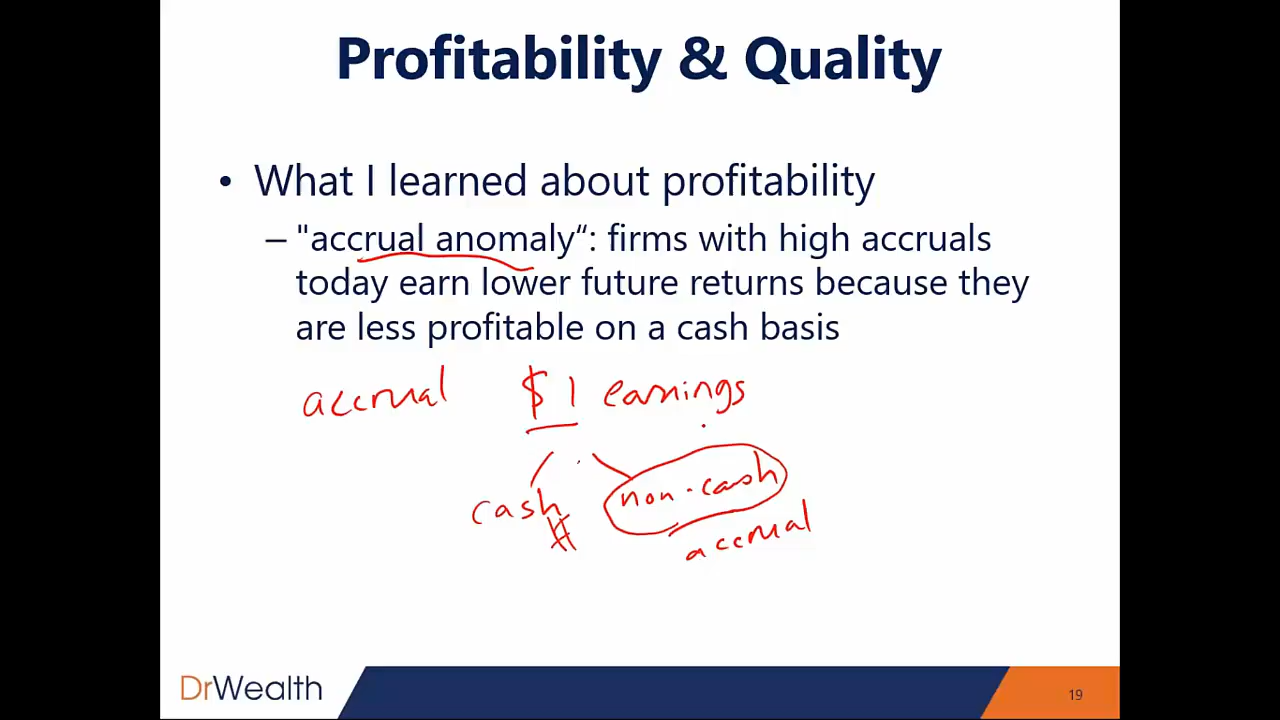 Profitability & Quality
• What I learned about profitability
– "accrual anomaly“: firms with high accruals
today earn lower future returns because they
are less profitable on a cash basis
accrual $1 earnings
cash non-cash
$ accrual
DrWealth 19